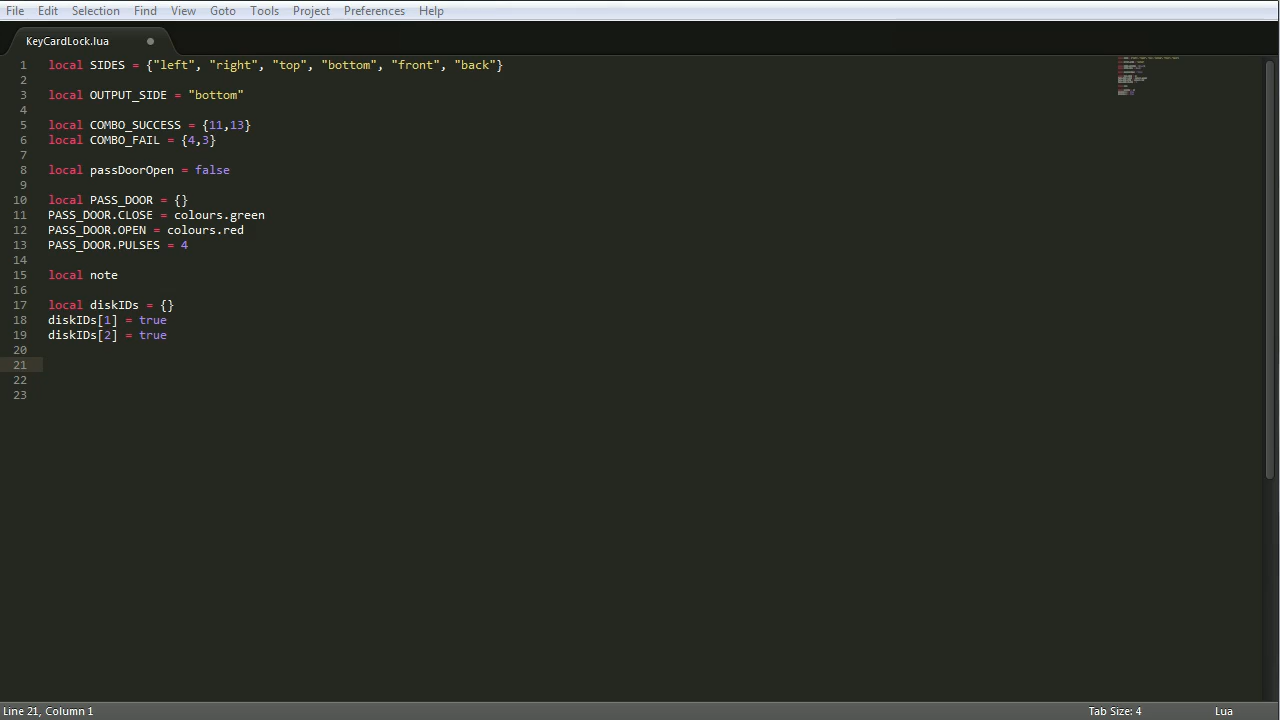 File Edit Selection Find View Goto Tools Project Preferences Help
KeyCardLock.lua
1 local SIDES = {"left", "right", "top", "bottom", "front", "back"}
2
3 local OUTPUT_SIDE = "bottom"
4
5 local COMBO_SUCCESS = {11,13}
6 local COMBO_FAIL = {4,3}
7
8 local passDoorOpen = false
9
10 local PASS_DOOR = {}
11 PASS_DOOR.CLOSE = colours.green
12 PASS_DOOR.OPEN = colours.red
13 PASS_DOOR.PULSES = 4
14
15 local note
16
17 local diskIDs = {}
18 diskIDs[1] = true
19 diskIDs[2] = true
20
21
22
23
Line 21, Column 1 Tab Size: 4 Lua